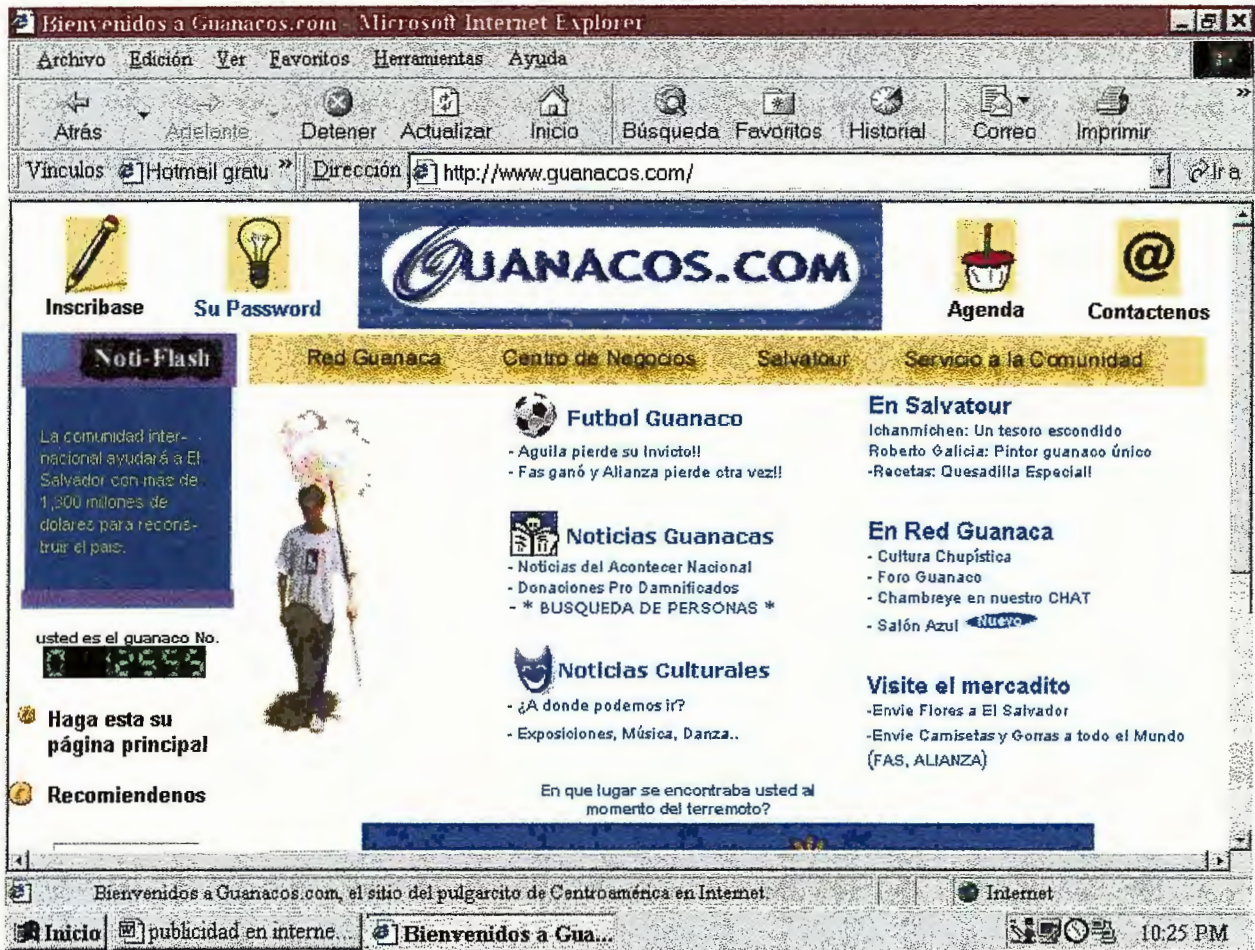 Bienvenidos a Guanacos.com - Microsoft Internet Explorer
Archivo Edición Ver Favoritos Herramientas Ayuda
Atrás Adelante Detener Actualizar Inicio Búsqueda Favoritos Historial Correo Imprimir
Vínculos Hotmail gratu » Dirección http://www.guanacos.com/ Ir a
GUANACOS.COM
Inscribase Su Password Agenda Contactenos
Noti-Flash
Red Guanaca Centro de Negocios Salvatour Servicio a la Comunidad
La comunidad inter-
nacional ayudará a El
Salvador con más de
1,300 millones de
dolares para recons-
truir el pais.
usted es el guanaco No.
Haga esta su
página principal
Recomiendenos
Futbol Guanaco
- Aguila pierde su Invicto!!
- Fas ganó y Alianza pierde otra vez!!
Noticias Guanacas
- Noticias del Acontecer Nacional
- Donaciones Pro Damnificados
- * BUSQUEDA DE PERSONAS *
Noticias Culturales
- ¿A donde podemos ir?
- Exposiciones, Música, Danza..
En Salvatour
Ichanmichen: Un tesoro escondido
Roberto Galicia: Pintor guanaco único
-Recetas: Quesadilla Especial!
En Red Guanaca
- Cultura Chupística
- Foro Guanaco
- Chambreye en nuestro CHAT
- Salón Azul Nuevo
Visite el mercadito
-Envie Flores a El Salvador
-Envie Camisetas y Gorras a todo el Mundo
(FAS, ALIANZA)
En que lugar se encontraba usted al
momento del terremoto?
Bienvenidos a Guanacos.com, el sitio del pulgarcito de Centroamérica en Internet. Internet
Inicio publicidad en interne... Bienvenidos a Gua... 10:25 PM